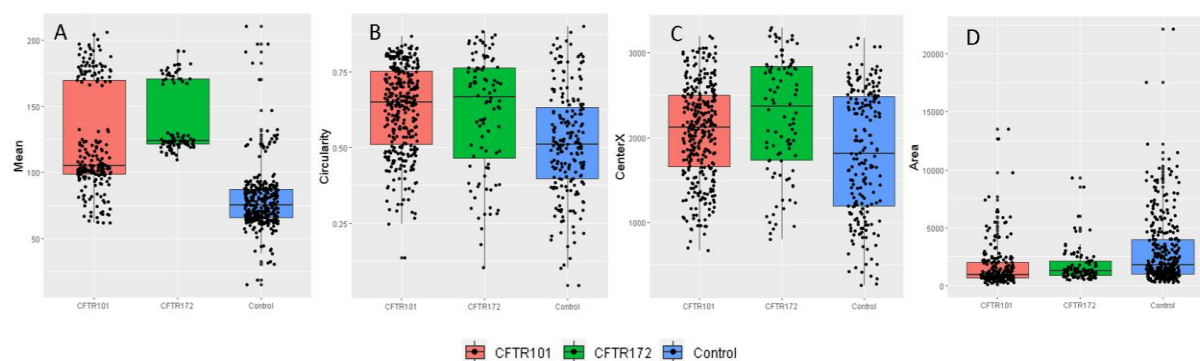 A
Mean
200
150
100
50
CFTR101 CFTR172 Control
B
Circularity
0.75
0.50
0.25
CFTR101 CFTR172 Control
C
CenterX
3000
2000
1000
CFTR101 CFTR172 Control
D
Area
20000
15000
10000
5000
0
CFTR101 CFTR172 Control
CFTR101 CFTR172 Control